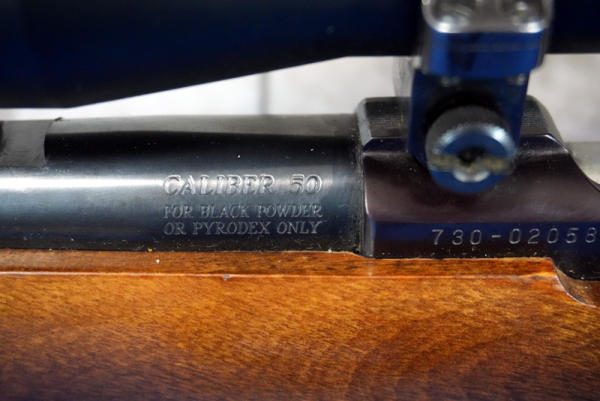 CALIBER 50
FOR BLACK POWDER
OR PYRODEX ONLY
730-02058